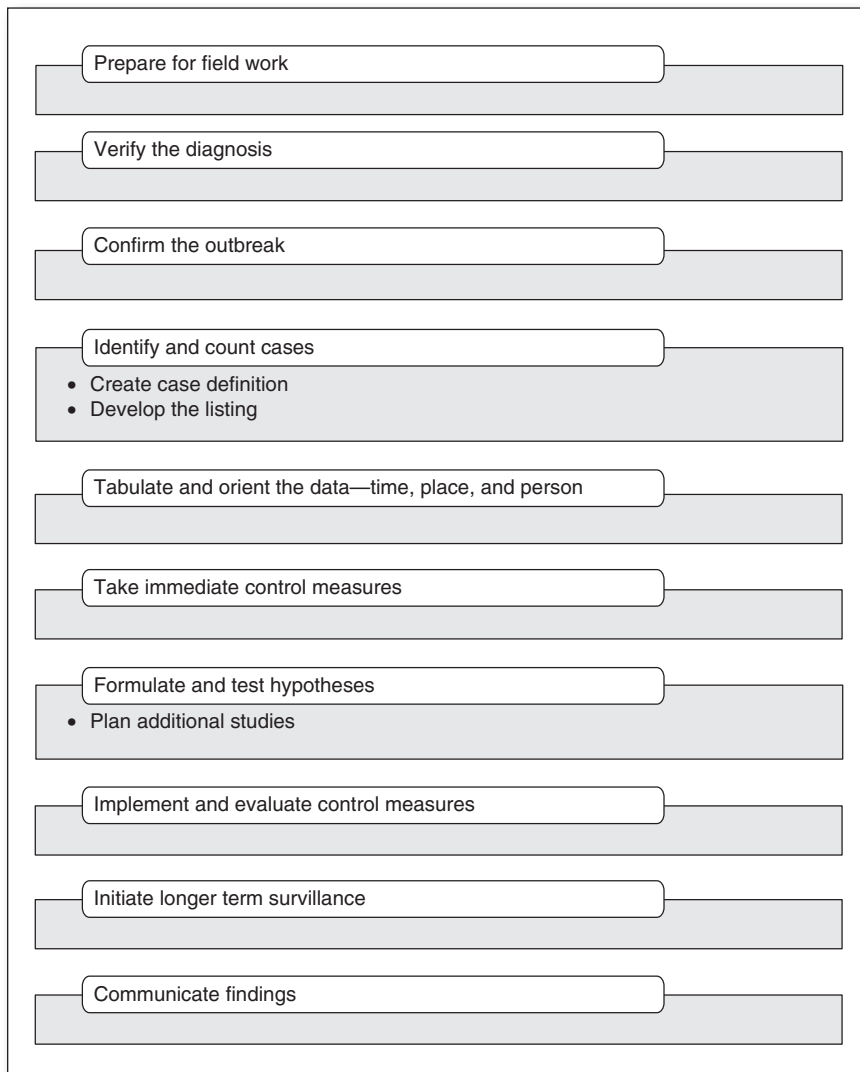 Prepare for field work
Verify the diagnosis
Confirm the outbreak
Identify and count cases
• Create case definition
• Develop the listing
Tabulate and orient the data—time, place, and person
Take immediate control measures
Formulate and test hypotheses
• Plan additional studies
Implement and evaluate control measures
Initiate longer term survillance
Communicate findings